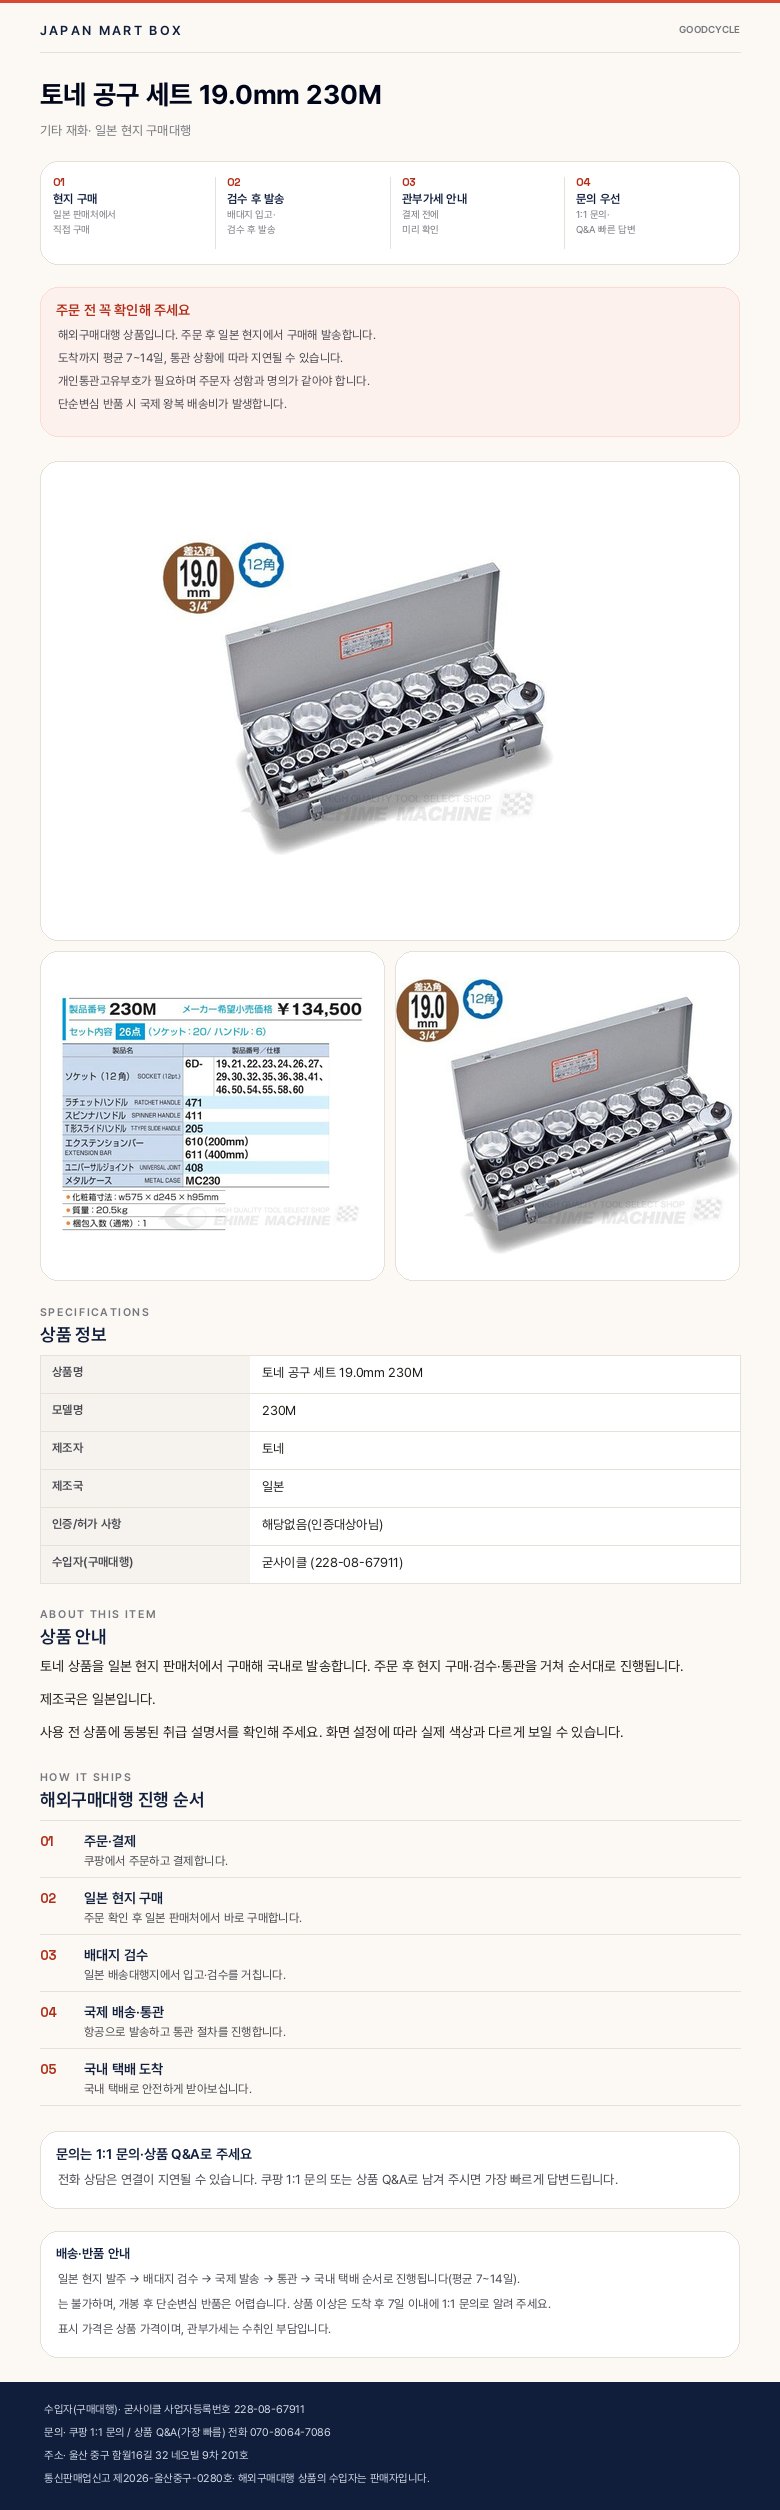 JAPAN MART BOX
GOODCYCLE
토네 공구 세트 19.0mm 230M
기타 재화· 일본 현지 구매대행
01
현지 구매
일본 판매처에서
직접 구매
02
검수 후 발송
배대지 입고·
검수 후 발송
03
관부가세 안내
결제 전에
미리 확인
04
문의 우선
1:1 문의·
Q&A 빠른 답변
주문 전 꼭 확인해 주세요
해외구매대행 상품입니다. 주문 후 일본 현지에서 구매해 발송합니다.
도착까지 평균 7~14일, 통관 상황에 따라 지연될 수 있습니다.
개인통관고유부호가 필요하며 주문자 성함과 명의가 같아야 합니다.
단순변심 반품 시 국제 왕복 배송비가 발생합니다.
差込角
19.0
mm
3/4"
12角
HIGH QUALITY TOOL SELECT SHOP
EHIME MACHINE
製品番号 230M メーカー希望小売価格 ¥134,500
セット内容 26点 (ソケット:20/ハンドル:6)
製品名 製品番号/仕様
ソケット(12角) SOCKET (12pt.) 6D- 19、21、22、23、24、26、27、
29、30、32、35、36、38、41、
46、50、54、55、58、60
ラチェットハンドル RATCHET HANDLE 471
スピンナハンドル SPINNER HANDLE 411
T形スライドハンドル T-TYPE SLIDE HANDLE 205
エクステンションバー 610(200mm)
EXTENSION BAR 611(400mm)
ユニバーサルジョイント UNIVERSAL JOINT 408
メタルケース METAL CASE MC230
● 化粧箱寸法:w575×d245×h95mm
● 質量:20.5kg
● 梱包入数(通常):1
HIGH QUALITY TOOL SELECT SHOP
EHIME MACHINE
差込角
19.0
mm
3/4"
12角
HIGH QUALITY TOOL SELECT SHOP
EHIME MACHINE
SPECIFICATIONS
상품 정보
상품명 토네 공구 세트 19.0mm 230M
모델명 230M
제조자 토네
제조국 일본
인증/허가 사항 해당없음(인증대상아님)
수입자(구매대행) 굳사이클 (228-08-67911)
ABOUT THIS ITEM
상품 안내
토네 상품을 일본 현지 판매처에서 구매해 국내로 발송합니다. 주문 후 현지 구매·검수·통관을 거쳐 순서대로 진행됩니다.
제조국은 일본입니다.
사용 전 상품에 동봉된 취급 설명서를 확인해 주세요. 화면 설정에 따라 실제 색상과 다르게 보일 수 있습니다.
HOW IT SHIPS
해외구매대행 진행 순서
01 주문·결제
쿠팡에서 주문하고 결제합니다.
02 일본 현지 구매
주문 확인 후 일본 판매처에서 바로 구매합니다.
03 배대지 검수
일본 배송대행지에서 입고·검수를 거칩니다.
04 국제 배송·통관
항공으로 발송하고 통관 절차를 진행합니다.
05 국내 택배 도착
국내 택배로 안전하게 받아보십니다.
문의는 1:1 문의·상품 Q&A로 주세요
전화 상담은 연결이 지연될 수 있습니다. 쿠팡 1:1 문의 또는 상품 Q&A로 남겨 주시면 가장 빠르게 답변드립니다.
배송·반품 안내
일본 현지 발주 → 배대지 검수 → 국제 발송 → 통관 → 국내 택배 순서로 진행됩니다(평균 7~14일).
는 불가하며, 개봉 후 단순변심 반품은 어렵습니다. 상품 이상은 도착 후 7일 이내에 1:1 문의로 알려 주세요.
표시 가격은 상품 가격이며, 관부가세는 수취인 부담입니다.
수입자(구매대행)· 굳사이클 사업자등록번호 228-08-67911
문의· 쿠팡 1:1 문의 / 상품 Q&A(가장 빠름) 전화 070-8064-7086
주소· 울산 중구 함월16길 32 네오빌 9차 201호
통신판매업신고 제2026-울산중구-0280호· 해외구매대행 상품의 수입자는 판매자입니다.